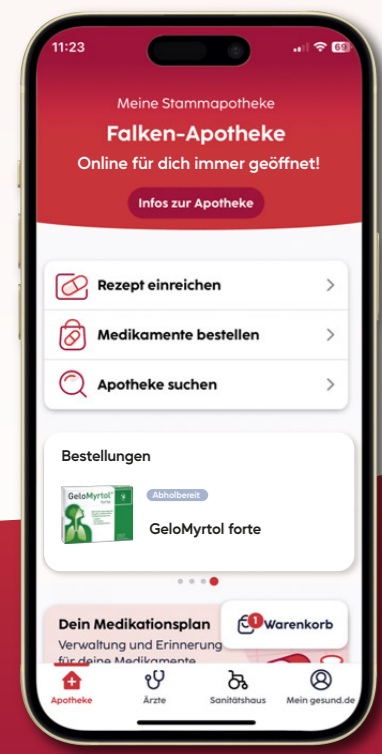 11:23
69
Meine Stammapotheke
Falken-Apotheke
Online für dich immer geöffnet!
Infos zur Apotheke
Rezept einreichen
Medikamente bestellen
Apotheke suchen
Bestellungen
GeloMyrtol®
forte
Abholbereit
GeloMyrtol forte
Dein Medikationsplan
1
Warenkorb
Verwaltung und Erinnerung
für deine Medikamente
Apotheke
Ärzte
Sanitätshaus
Mein gesund.de